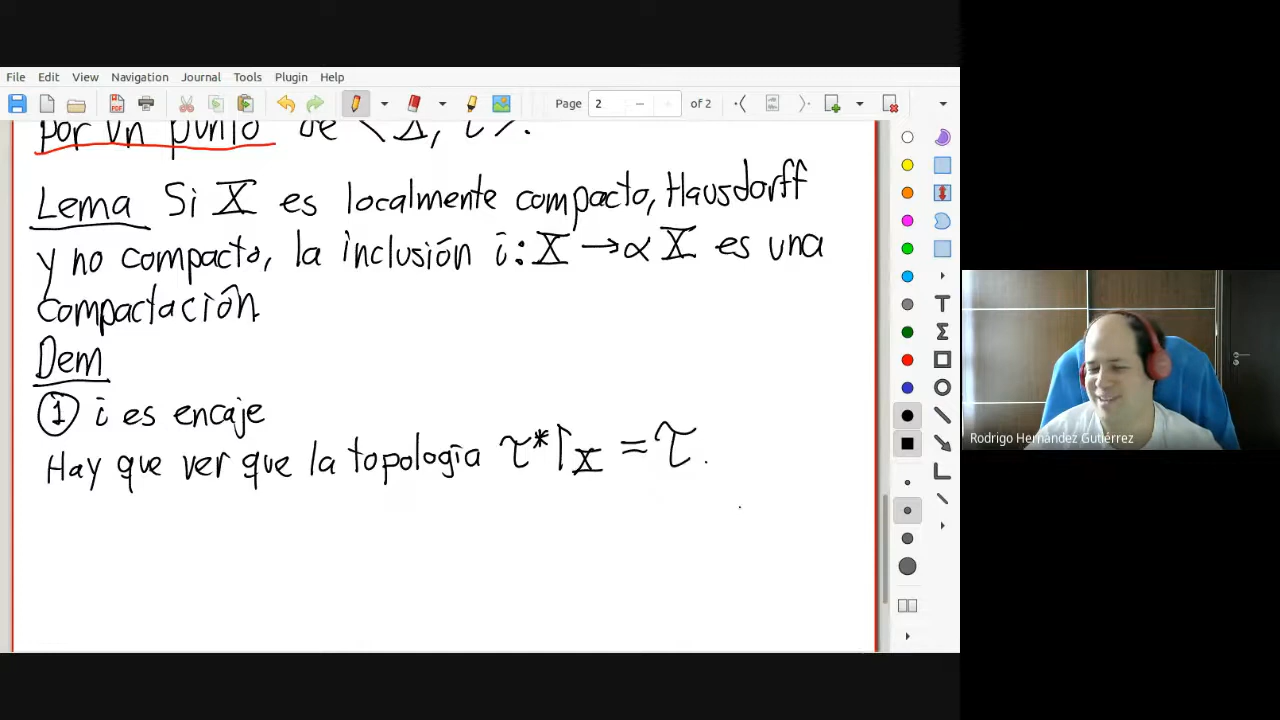 File Edit View Navigation Journal Tools Plugin Help
Page 2 of 2
por un punto de <X, τ>.
Lema Si X es localmente compacto, Hausdorff
y no compacto, la inclusión i: X → αX es una
compactación.
Dem
① i es encaje
Hay que ver que la topología τ*↾X = τ.
Rodrigo Hernández Gutiérrez